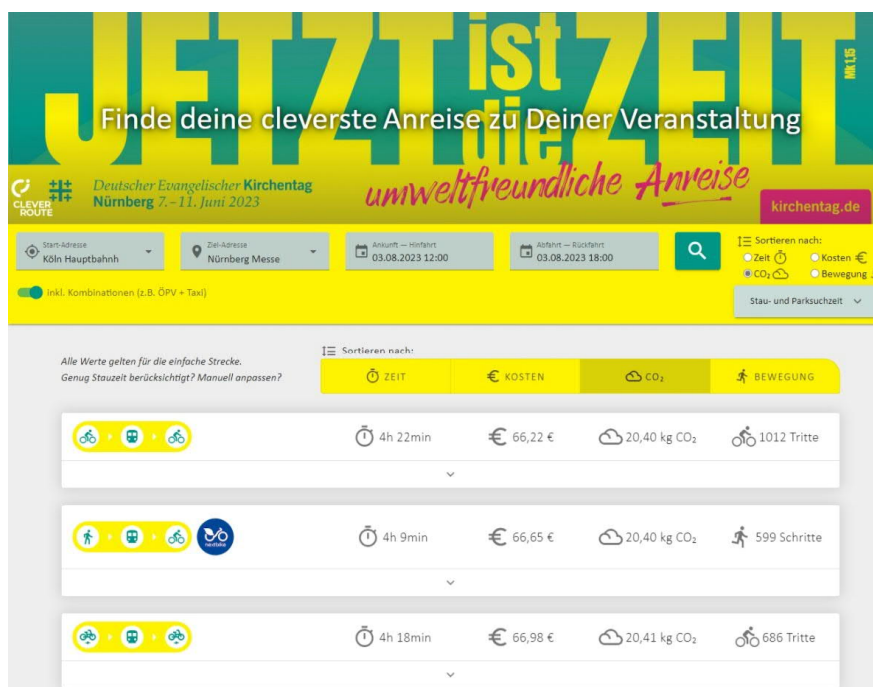 JETZT ist die ZEIT
Mk 1,15
Finde deine cleverste Anreise zu Deiner Veranstaltung
umweltfreundliche Anreise
CLEVER
ROUTE
Deutscher Evangelischer Kirchentag
Nürnberg 7.–11. Juni 2023
kirchentag.de
Start-Adresse
Köln Hauptbahnh
Ziel-Adresse
Nürnberg Messe
Ankunft — Hinfahrt
03.08.2023 12:00
Abfahrt — Rückfahrt
03.08.2023 18:00
Sortieren nach:
Zeit
Kosten €
CO₂
Bewegung
inkl. Kombinationen (z.B. ÖPV + Taxi)
Stau- und Parksuchzeit
Alle Werte gelten für die einfache Strecke.
Genug Stauzeit berücksichtigt? Manuell anpassen?
Sortieren nach:
ZEIT € KOSTEN CO₂ BEWEGUNG
4h 22min € 66,22 € 20,40 kg CO₂ 1012 Tritte
nextbike
4h 9min € 66,65 € 20,40 kg CO₂ 599 Schritte
4h 18min € 66,98 € 20,41 kg CO₂ 686 Tritte